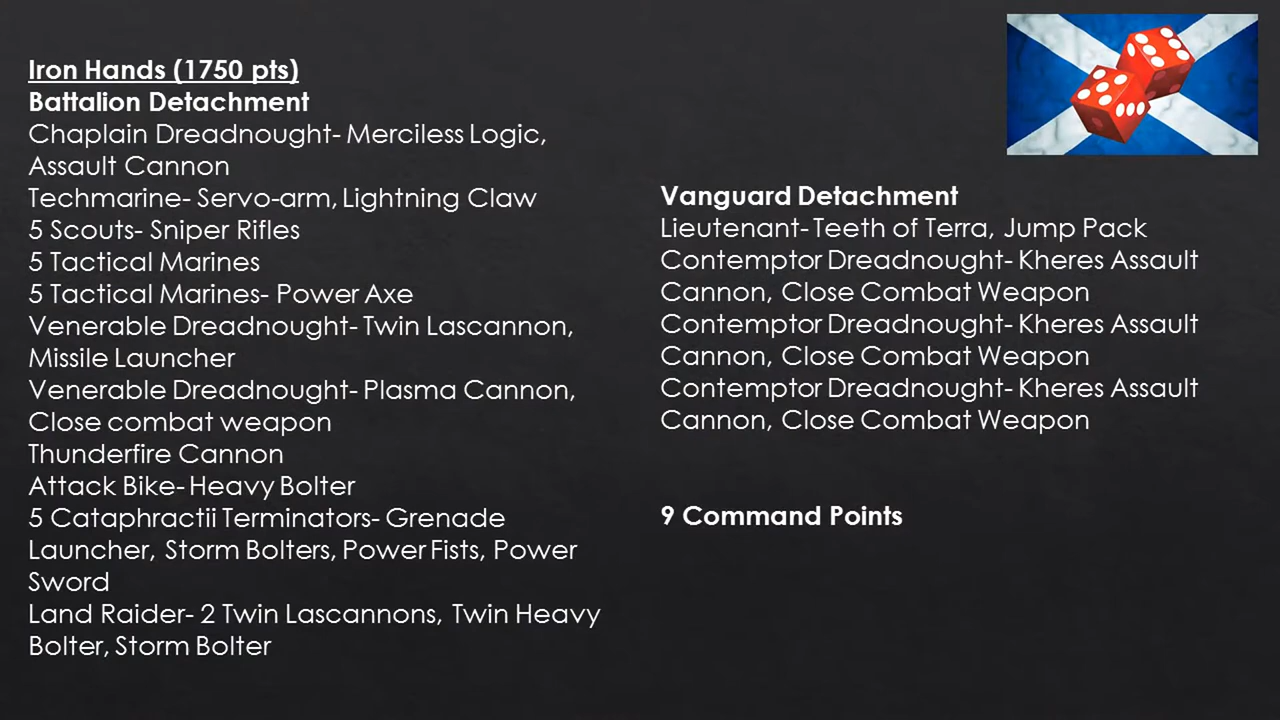 Iron Hands (1750 pts)
Battalion Detachment
Chaplain Dreadnought- Merciless Logic,
Assault Cannon
Techmarine- Servo-arm, Lightning Claw
5 Scouts- Sniper Rifles
5 Tactical Marines
5 Tactical Marines- Power Axe
Venerable Dreadnought- Twin Lascannon,
Missile Launcher
Venerable Dreadnought- Plasma Cannon,
Close combat weapon
Thunderfire Cannon
Attack Bike- Heavy Bolter
5 Cataphractii Terminators- Grenade
Launcher, Storm Bolters, Power Fists, Power
Sword
Land Raider- 2 Twin Lascannons, Twin Heavy
Bolter, Storm Bolter
Vanguard Detachment
Lieutenant- Teeth of Terra, Jump Pack
Contemptor Dreadnought- Kheres Assault
Cannon, Close Combat Weapon
Contemptor Dreadnought- Kheres Assault
Cannon, Close Combat Weapon
Contemptor Dreadnought- Kheres Assault
Cannon, Close Combat Weapon
9 Command Points